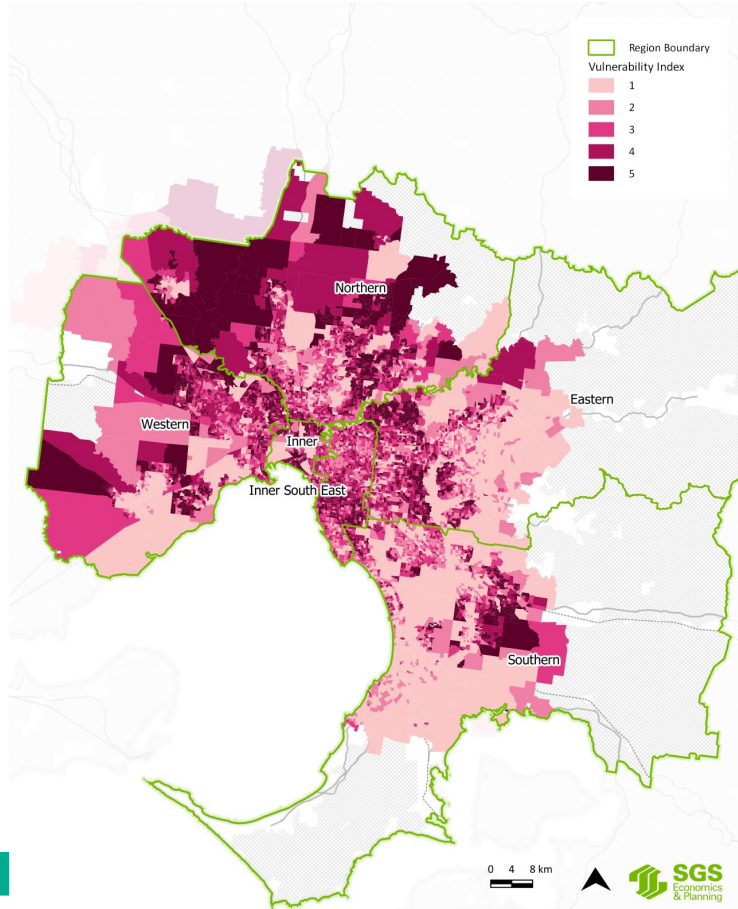 Region Boundary
Vulnerability Index
1
2
3
4
5
Northern
Eastern
Western
Inner
Inner South East
Southern
0 4 8 km
SGS
Economics
& Planning